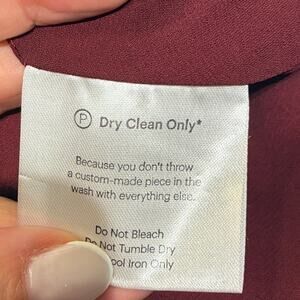 Ⓟ Dry Clean Only*
Because you don't throw
a custom-made piece in the
wash with everything else.
Do Not Bleach
Do Not Tumble Dry
ool Iron Only